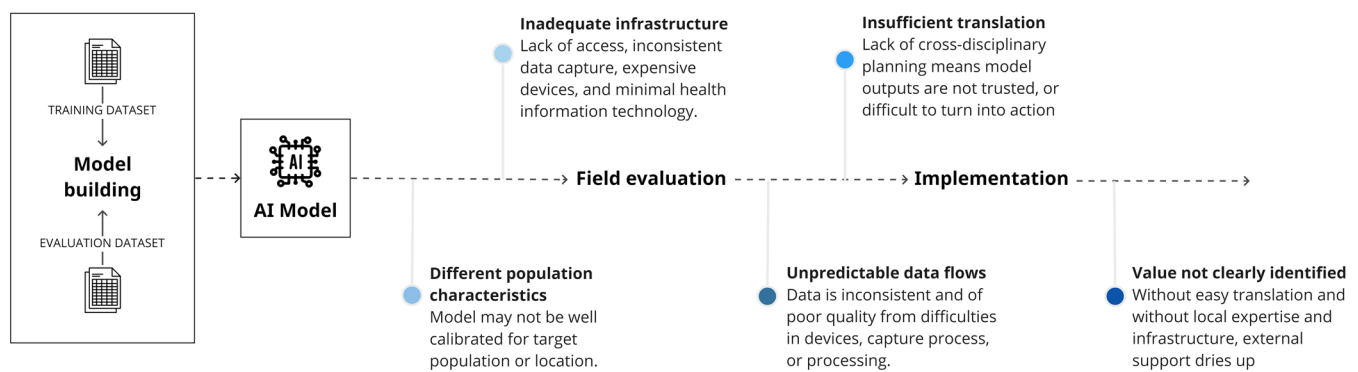 TRAINING DATASET
Model
building
EVALUATION DATASET
AI
AI Model
Different population
characteristics
Model may not be well
calibrated for target
population or location.
Inadequate infrastructure
Lack of access, inconsistent
data capture, expensive
devices, and minimal health
information technology.
Field evaluation
Unpredictable data flows
Data is inconsistent and of
poor quality from difficulties
in devices, capture process,
or processing.
Insufficient translation
Lack of cross-disciplinary
planning means model
outputs are not trusted, or
difficult to turn into action
Implementation
Value not clearly identified
Without easy translation and
without local expertise and
infrastructure, external
support dries up